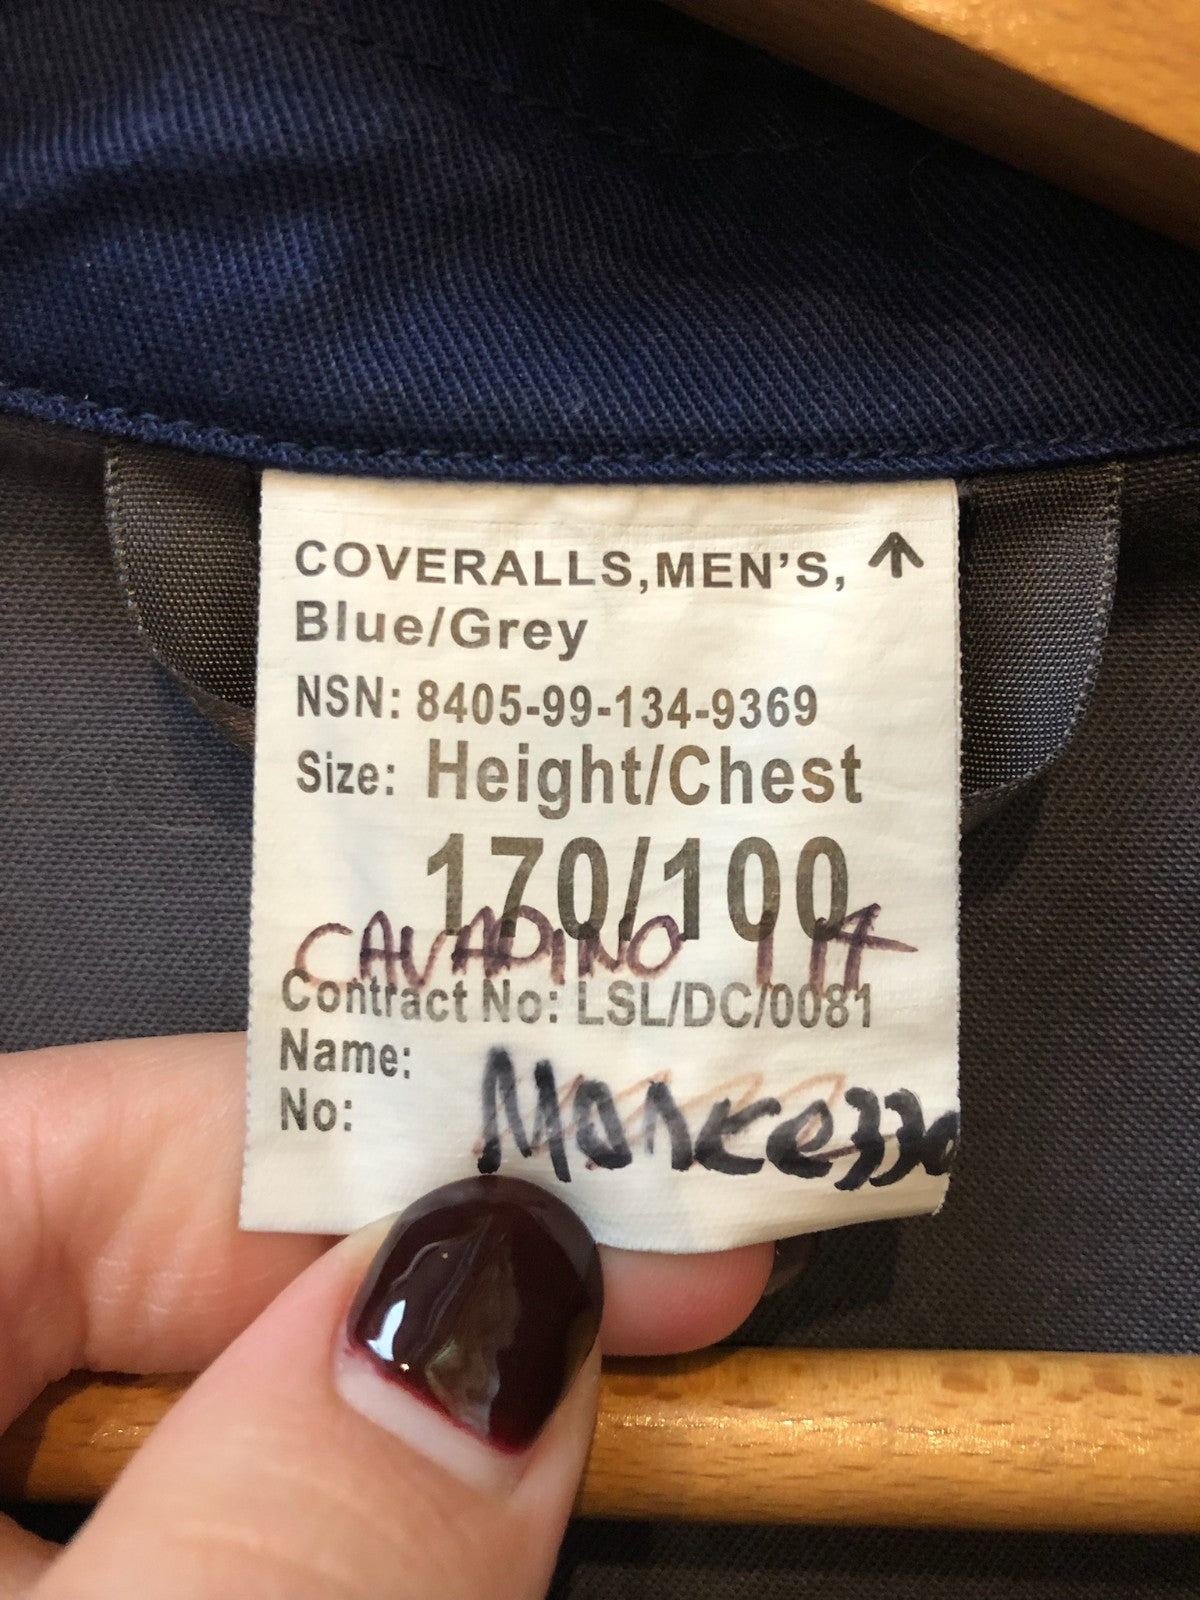 COVERALLS,MEN'S, ↑
Blue/Grey
NSN: 8405-99-134-9369
Size: Height/Chest
170/100
CAVADINO
Contract No: LSL/DC/0081
Name:
No: